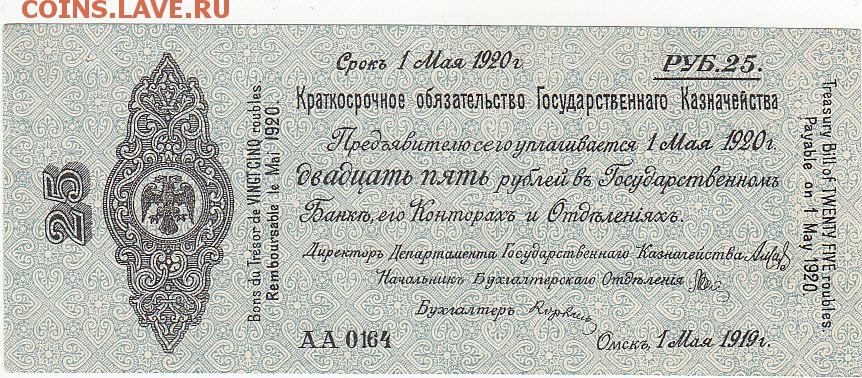 COINS.LAVE.RU
Срокъ 1 Мая 1920 г.
РУБ. 25.
Краткосрочное обязательство Государственнаго Казначейства
Предъявителю сего уплачивается 1 Мая 1920 г.
двадцать пять рублей въ Государственномъ
Банкѣ, его Конторахъ и Отдѣленіяхъ.
Директоръ Департамента Государственнаго Казначейства
Начальникъ Бухгалтерскаго Отдѣленія
Бухгалтеръ
АА 0164
Омскъ, 1 Мая 1919 г.
25
Bons du Trésor de VINGT CINQ roubles.
Remboursable le Mai 1920.
Treasury Bill of TWENTY FIVE roubles.
Payable on 1 May 1920.